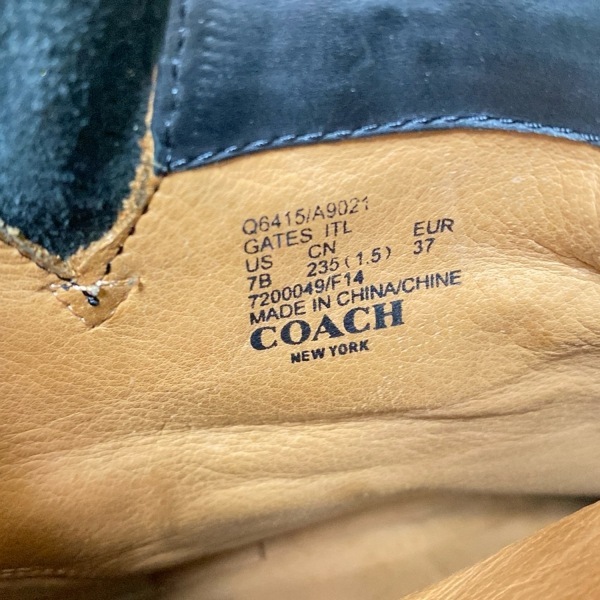 Q6415/A9021
GATES ITL
US CN EUR
7B 235(1.5) 37
7200049/F14
MADE IN CHINA/CHINE
COACH
NEW YORK